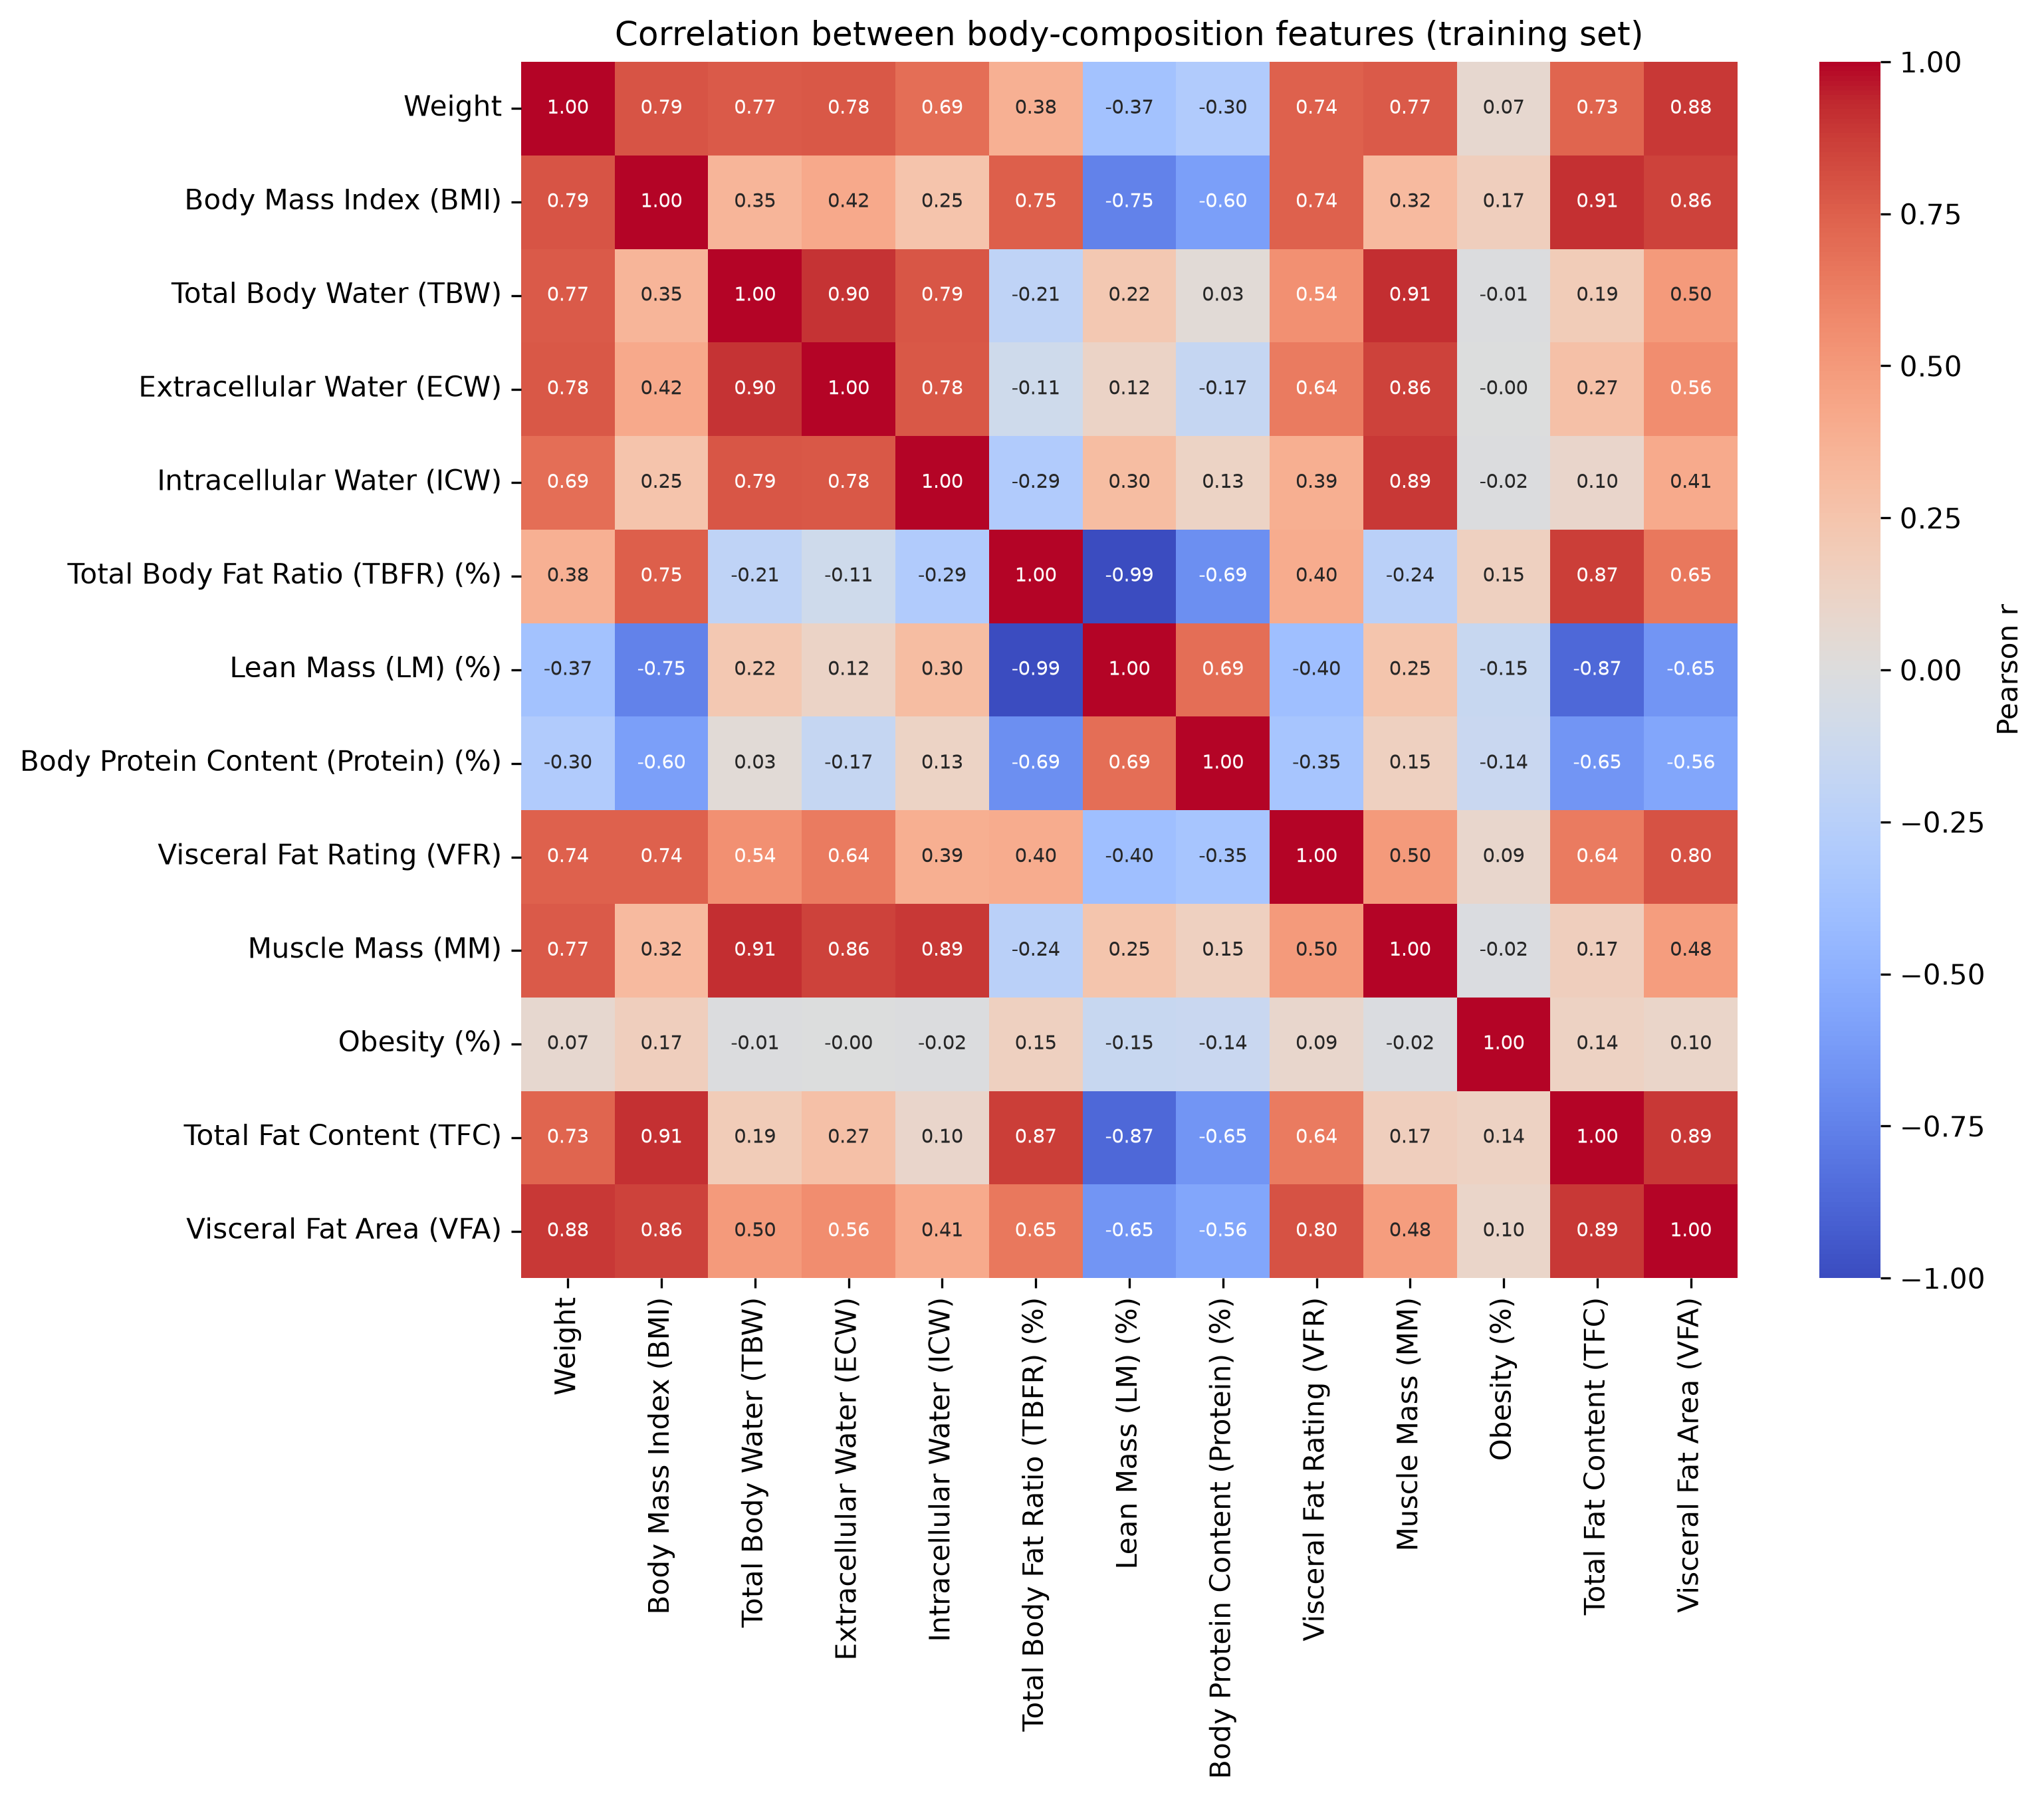 Correlation between body-composition features (training set)
Weight 1.00 0.79 0.77 0.78 0.69 0.38 -0.37 -0.30 0.74 0.77 0.07 0.73 0.88
Body Mass Index (BMI) 0.79 1.00 0.35 0.42 0.25 0.75 -0.75 -0.60 0.74 0.32 0.17 0.91 0.86
Total Body Water (TBW) 0.77 0.35 1.00 0.90 0.79 -0.21 0.22 0.03 0.54 0.91 -0.01 0.19 0.50
Extracellular Water (ECW) 0.78 0.42 0.90 1.00 0.78 -0.11 0.12 -0.17 0.64 0.86 -0.00 0.27 0.56
Intracellular Water (ICW) 0.69 0.25 0.79 0.78 1.00 -0.29 0.30 0.13 0.39 0.89 -0.02 0.10 0.41
Total Body Fat Ratio (TBFR) (%) 0.38 0.75 -0.21 -0.11 -0.29 1.00 -0.99 -0.69 0.40 -0.24 0.15 0.87 0.65
Lean Mass (LM) (%) -0.37 -0.75 0.22 0.12 0.30 -0.99 1.00 0.69 -0.40 0.25 -0.15 -0.87 -0.65
Body Protein Content (Protein) (%) -0.30 -0.60 0.03 -0.17 0.13 -0.69 0.69 1.00 -0.35 0.15 -0.14 -0.65 -0.56
Visceral Fat Rating (VFR) 0.74 0.74 0.54 0.64 0.39 0.40 -0.40 -0.35 1.00 0.50 0.09 0.64 0.80
Muscle Mass (MM) 0.77 0.32 0.91 0.86 0.89 -0.24 0.25 0.15 0.50 1.00 -0.02 0.17 0.48
Obesity (%) 0.07 0.17 -0.01 -0.00 -0.02 0.15 -0.15 -0.14 0.09 -0.02 1.00 0.14 0.10
Total Fat Content (TFC) 0.73 0.91 0.19 0.27 0.10 0.87 -0.87 -0.65 0.64 0.17 0.14 1.00 0.89
Visceral Fat Area (VFA) 0.88 0.86 0.50 0.56 0.41 0.65 -0.65 -0.56 0.80 0.48 0.10 0.89 1.00
Weight
Body Mass Index (BMI)
Total Body Water (TBW)
Extracellular Water (ECW)
Intracellular Water (ICW)
Total Body Fat Ratio (TBFR) (%)
Lean Mass (LM) (%)
Body Protein Content (Protein) (%)
Visceral Fat Rating (VFR)
Muscle Mass (MM)
Obesity (%)
Total Fat Content (TFC)
Visceral Fat Area (VFA)
1.00
0.75
0.50
0.25
0.00
−0.25
−0.50
−0.75
−1.00
Pearson r